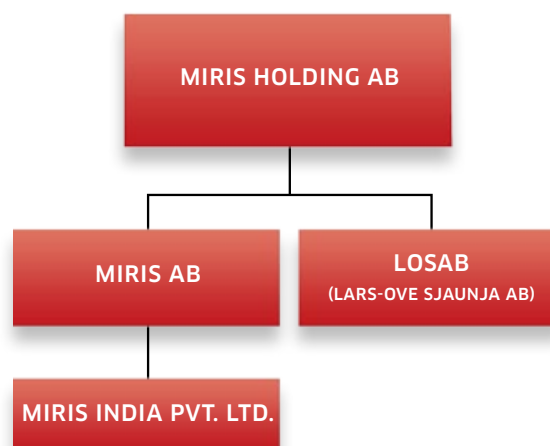 MIRIS HOLDING AB
MIRIS AB
LOSAB
(LARS-OVE SJAUNJA AB)
MIRIS INDIA PVT. LTD.